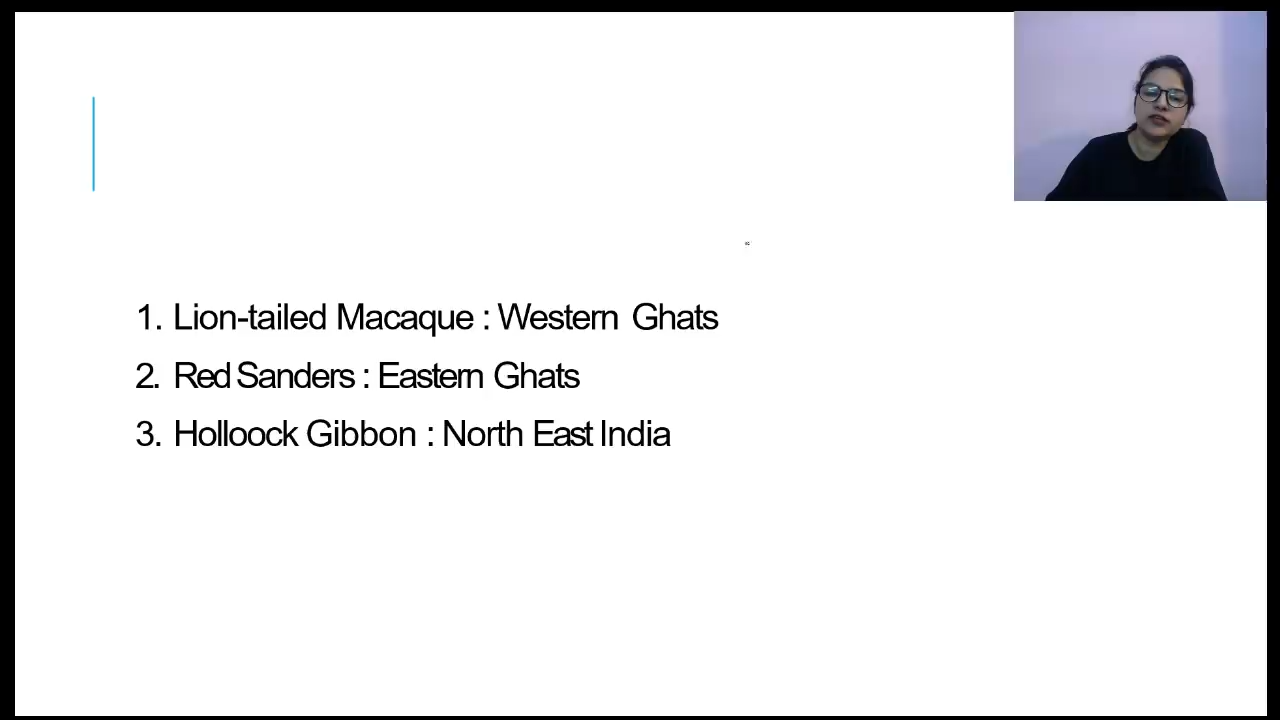 1. Lion-tailed Macaque : Western Ghats
2. Red Sanders : Eastern Ghats
3. Holloock Gibbon : North East India